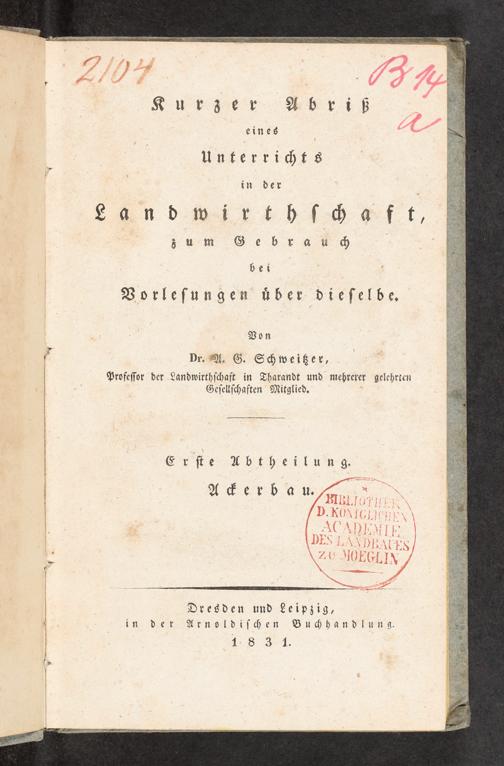 2104
B 14
a
Kurzer Abriß
eines
Unterrichts
in der
Landwirthschaft,
zum Gebrauch
bei
Vorlesungen über dieselbe.
Von
Dr. A. G. Schweitzer,
Professor der Landwirthschaft in Tharandt und mehrerer gelehrten
Gesellschaften Mitglied.
Erste Abtheilung.
Ackerbau.
BIBLIOTHEK
D. KÖNIGLICHEN
ACADEMIE
DES LANDBAUES
ZU MOEGLIN
Dresden und Leipzig,
in der Arnoldischen Buchhandlung.
1831.